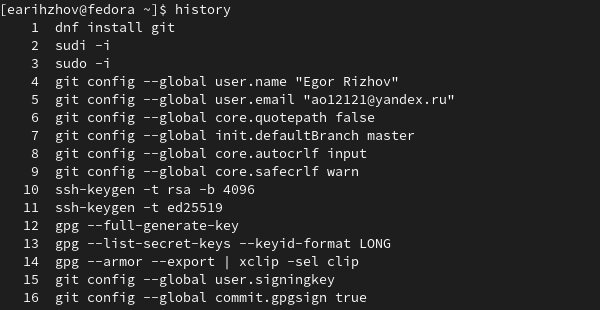 [earihzhov@fedora ~]$ history
1 dnf install git
2 sudi -i
3 sudo -i
4 git config --global user.name "Egor Rizhov"
5 git config --global user.email "ao12121@yandex.ru"
6 git config --global core.quotepath false
7 git config --global init.defaultBranch master
8 git config --global core.autocrlf input
9 git config --global core.safecrlf warn
10 ssh-keygen -t rsa -b 4096
11 ssh-keygen -t ed25519
12 gpg --full-generate-key
13 gpg --list-secret-keys --keyid-format LONG
14 gpg --armor --export | xclip -sel clip
15 git config --global user.signingkey
16 git config --global commit.gpgsign true